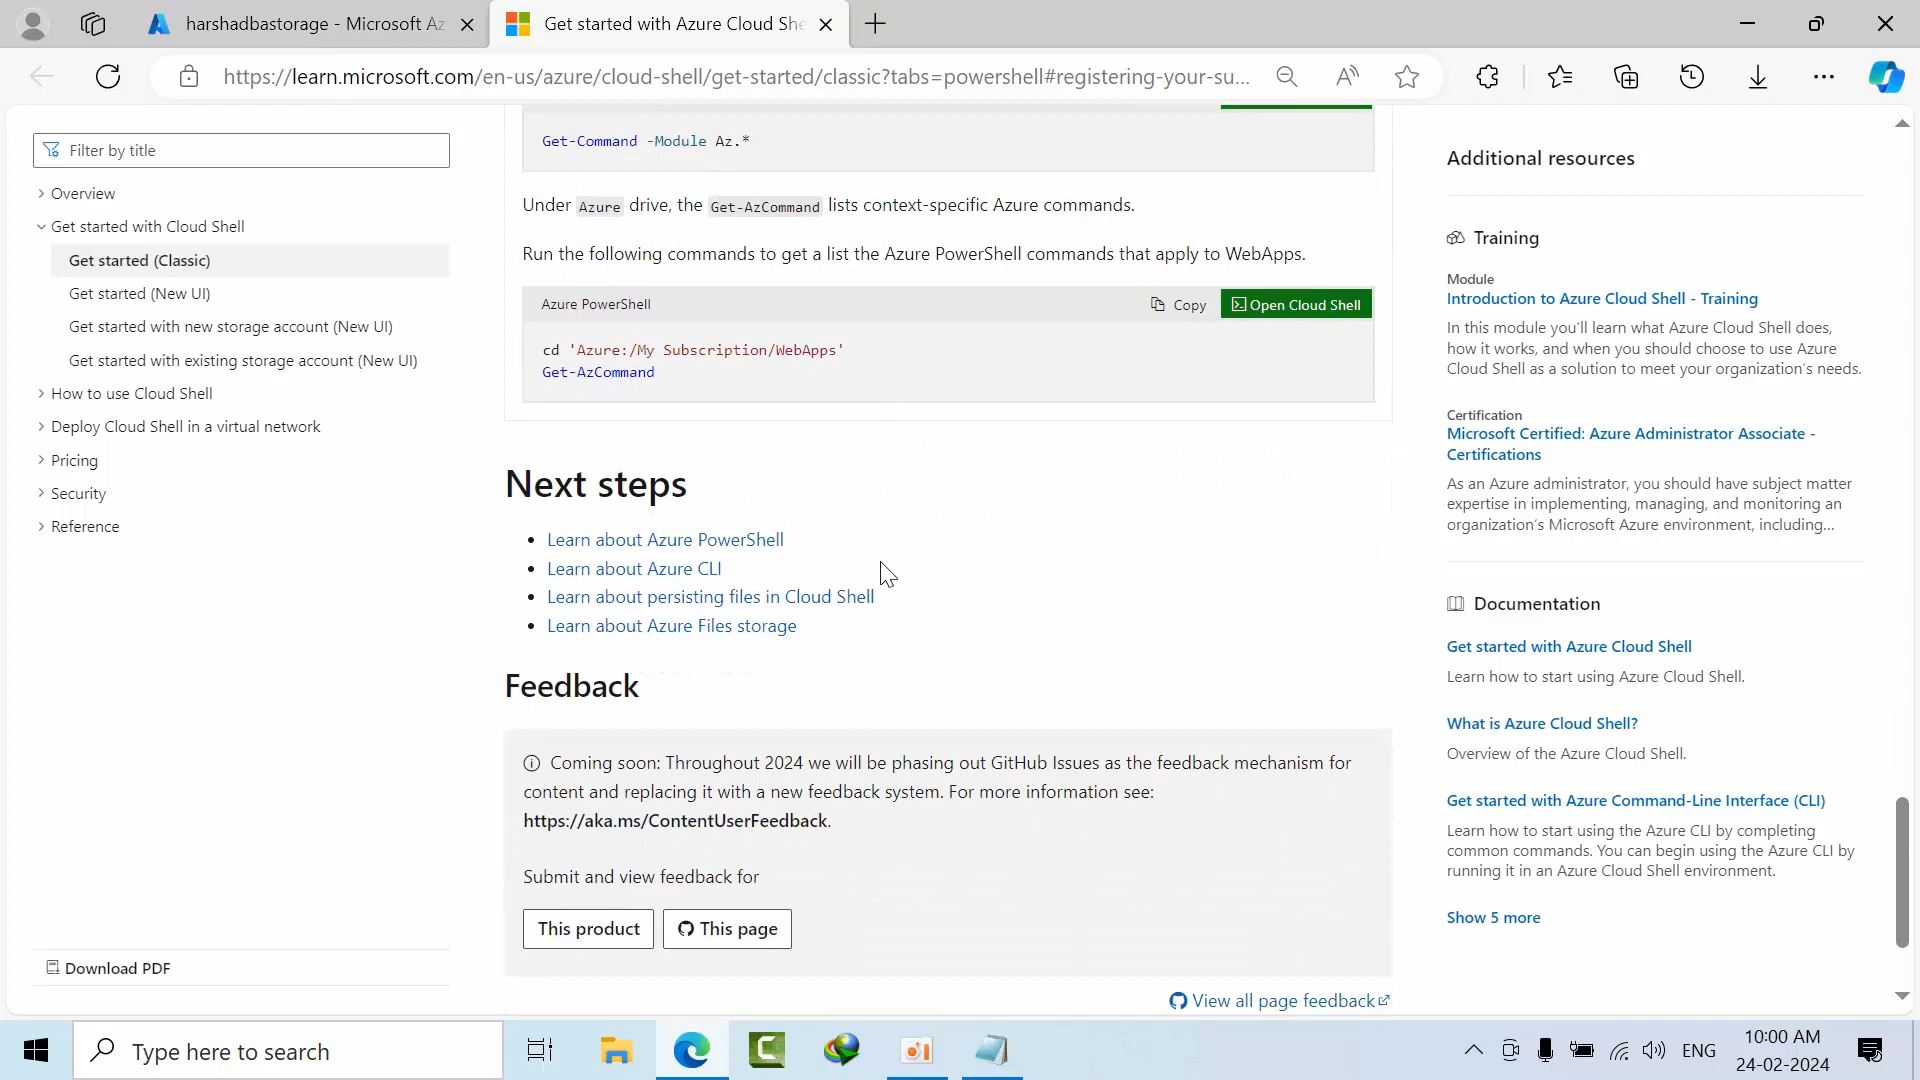 harshadbastorage - Microsoft Az
Get started with Azure Cloud She
https://learn.microsoft.com/en-us/azure/cloud-shell/get-started/classic?tabs=powershell#registering-your-su...
Filter by title
Overview
Get started with Cloud Shell
Get started (Classic)
Get started (New UI)
Get started with new storage account (New UI)
Get started with existing storage account (New UI)
How to use Cloud Shell
Deploy Cloud Shell in a virtual network
Pricing
Security
Reference
Download PDF
Get-Command -Module Az.*
Under Azure drive, the Get-AzCommand lists context-specific Azure commands.
Run the following commands to get a list the Azure PowerShell commands that apply to WebApps.
Azure PowerShell
Copy
Open Cloud Shell
cd 'Azure:/My Subscription/WebApps'
Get-AzCommand
Next steps
• Learn about Azure PowerShell
• Learn about Azure CLI
• Learn about persisting files in Cloud Shell
• Learn about Azure Files storage
Feedback
Coming soon: Throughout 2024 we will be phasing out GitHub Issues as the feedback mechanism for
content and replacing it with a new feedback system. For more information see:
https://aka.ms/ContentUserFeedback.
Submit and view feedback for
This product
This page
View all page feedback
Additional resources
Training
Module
Introduction to Azure Cloud Shell - Training
In this module you'll learn what Azure Cloud Shell does,
how it works, and when you should choose to use Azure
Cloud Shell as a solution to meet your organization's needs.
Certification
Microsoft Certified: Azure Administrator Associate -
Certifications
As an Azure administrator, you should have subject matter
expertise in implementing, managing, and monitoring an
organization's Microsoft Azure environment, including...
Documentation
Get started with Azure Cloud Shell
Learn how to start using Azure Cloud Shell.
What is Azure Cloud Shell?
Overview of the Azure Cloud Shell.
Get started with Azure Command-Line Interface (CLI)
Learn how to start using the Azure CLI by completing
common commands. You can begin using the Azure CLI by
running it in an Azure Cloud Shell environment.
Show 5 more
Type here to search
ENG
10:00 AM
24-02-2024